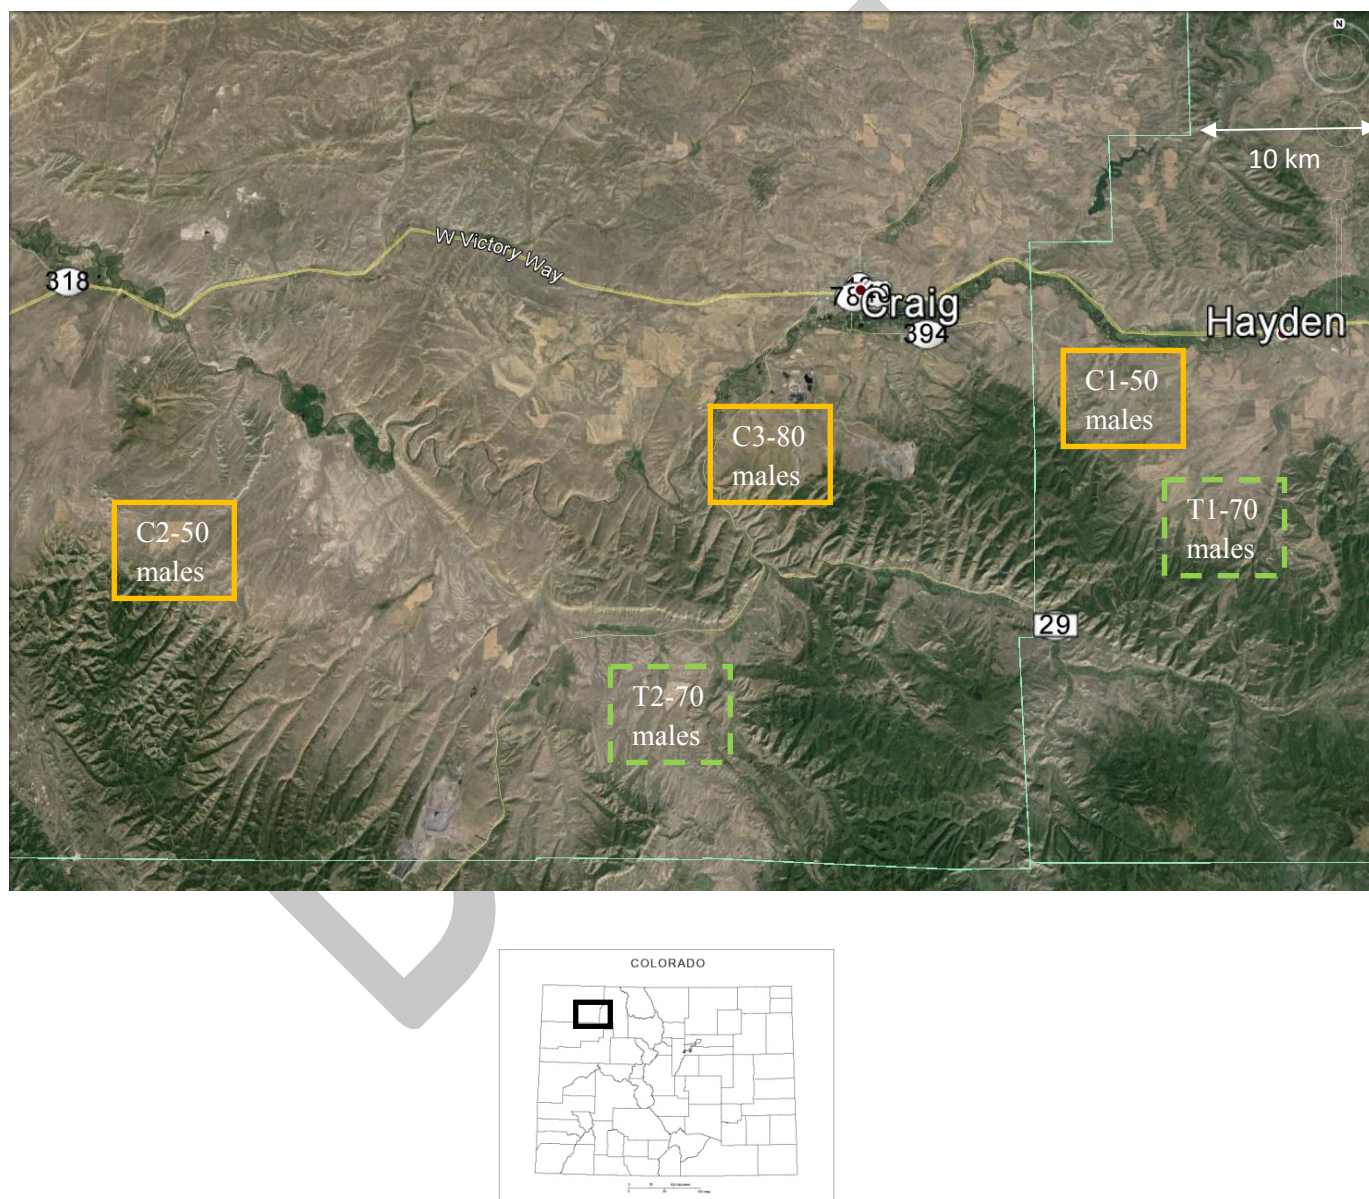 N
10 km
W Victory Way
318
Craig
394
Hayden
C1-50
males
C3-80
males
T1-70
males
C2-50
males
29
T2-70
males
COLORADO